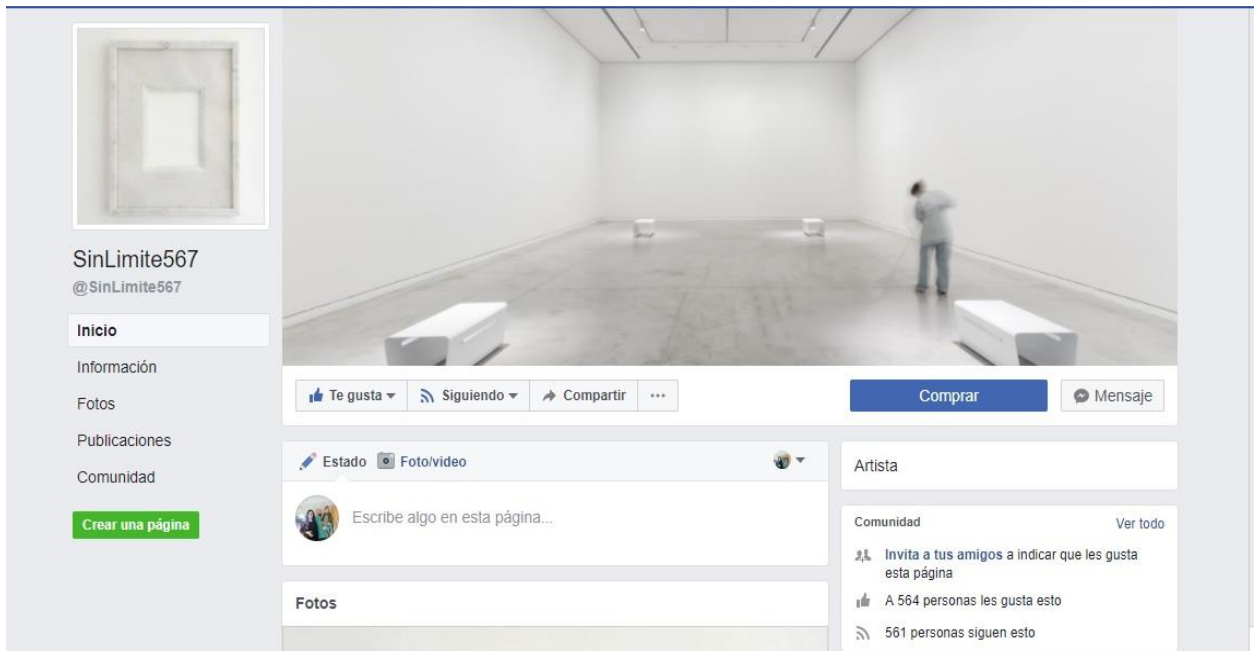 SinLimite567
@SinLimite567
Inicio
Información
Fotos
Publicaciones
Comunidad
Crear una página
Te gusta
Siguiendo
Compartir
Comprar
Mensaje
Estado
Foto/video
Escribe algo en esta página...
Fotos
Artista
Comunidad
Ver todo
Invita a tus amigos a indicar que les gusta
esta página
A 564 personas les gusta esto
561 personas siguen esto